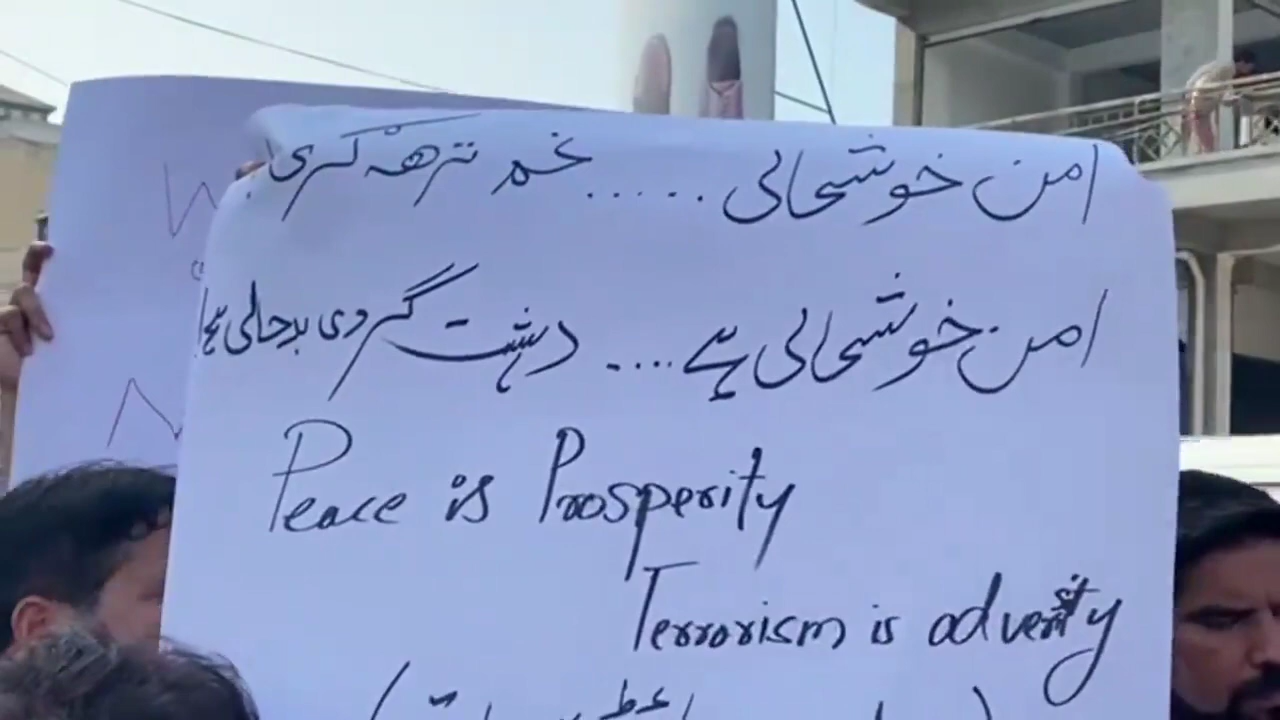 امن خوشحالی ..... غم ترهه گری
امن خوشحالی ہے .... دہشت گردی بدحالی ہے!
Peace is Prosperity
Terrorism is adversity